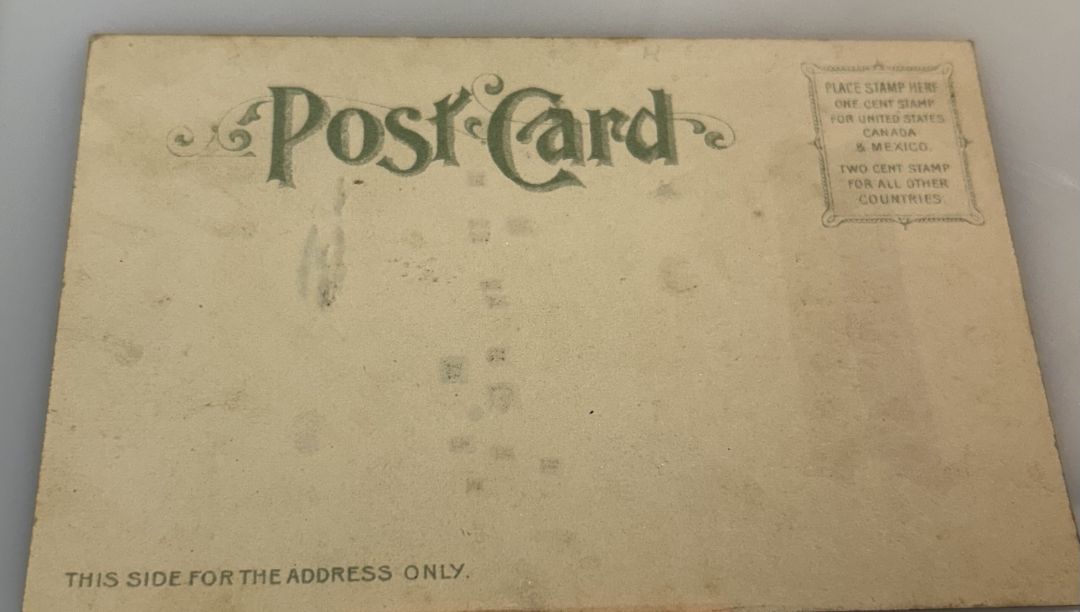 Post Card
PLACE STAMP HERE
ONE CENT STAMP
FOR UNITED STATES
CANADA
& MEXICO.
TWO CENT STAMP
FOR ALL OTHER
COUNTRIES
THIS SIDE FOR THE ADDRESS ONLY.